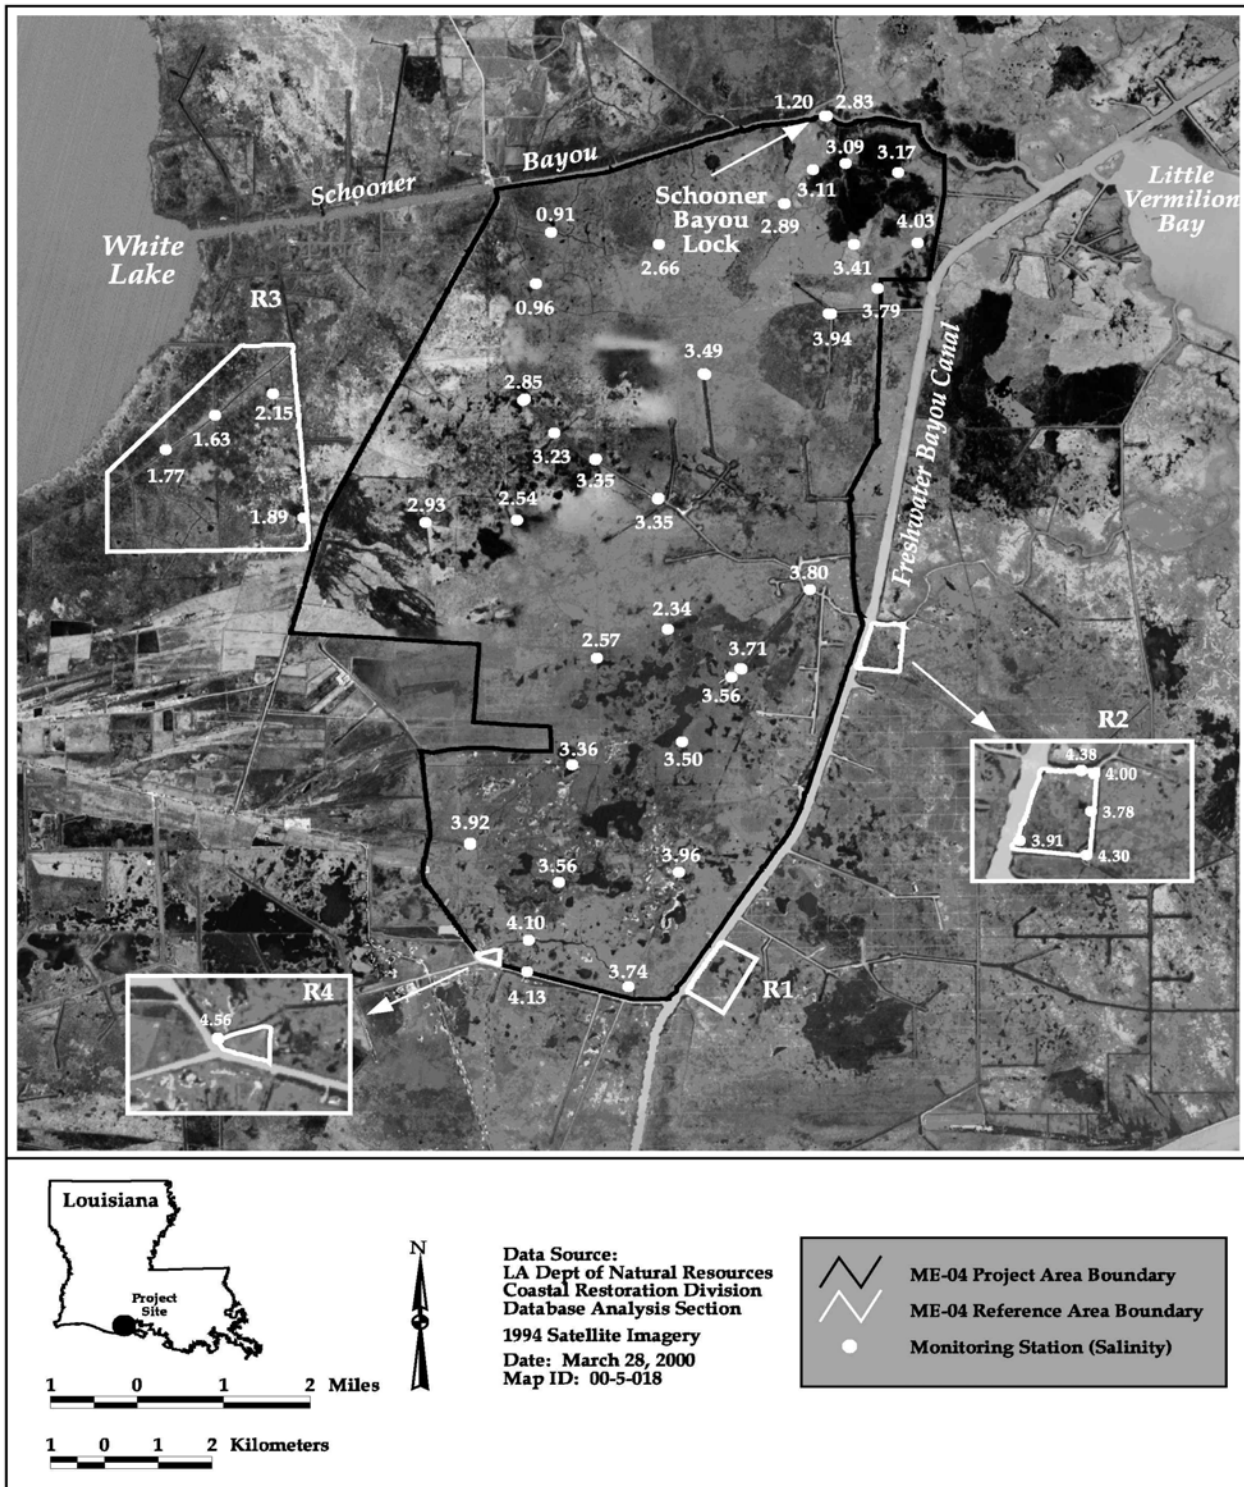 1.20 2.83
Bayou
Schooner
3.09
3.17
3.11
Schooner
Bayou
Lock
2.89
Little
Vermilion
Bay
White
Lake
0.91
4.03
2.66
3.41
R3
0.96
3.79
3.94
3.49
Freshwater Bayou Canal
2.85
2.15
1.63
3.23
3.35
1.77
2.93
2.54
1.89
3.35
3.80
2.34
2.57
3.71
3.56
R2
3.36
3.50
4.38
4.00
3.78
3.91
4.30
3.92
3.56
3.96
4.10
3.74
R4
4.13
R1
4.56
Louisiana
Project
Site
N
Data Source:
LA Dept of Natural Resources
Coastal Restoration Division
Database Analysis Section
1994 Satellite Imagery
Date: March 28, 2000
Map ID: 00-5-018
ME-04 Project Area Boundary
ME-04 Reference Area Boundary
Monitoring Station (Salinity)
1 0 1 2 Miles
1 0 1 2 Kilometers